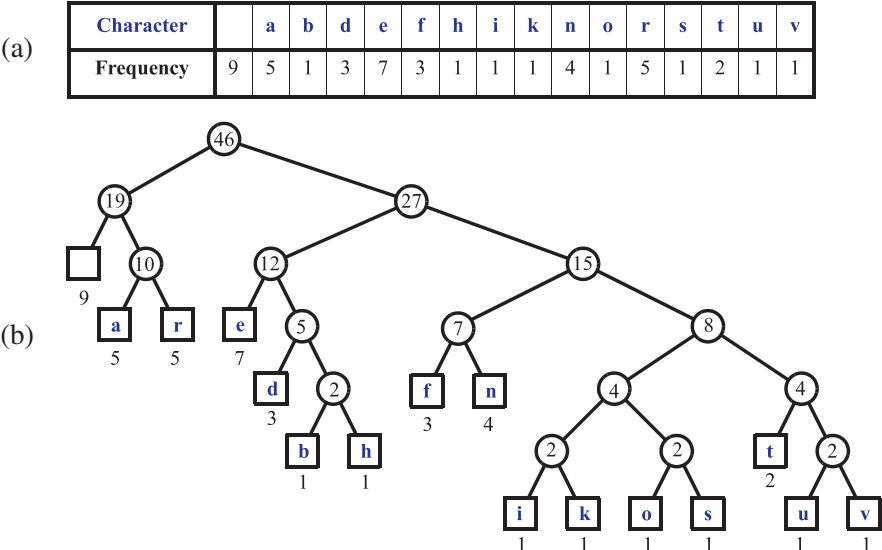 (a)
Character a b d e f h i k n o r s t u v
Frequency 9 5 1 3 7 3 1 1 1 4 1 5 1 2 1 1
(b)
46
19 27
10 12 15
9
a r e 5 7 8
5 5 7
d 2 f n 4 4
3 3 4
b h 2 2 t 2
1 1 2
i k o s u v
1 1 1 1 1 1